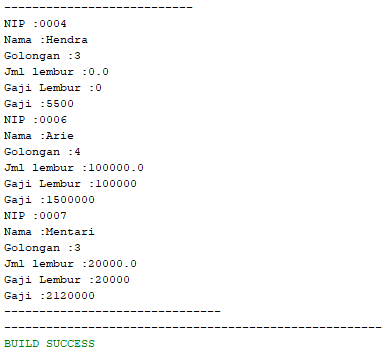 ---------------------------
NIP :0004
Nama :Hendra
Golongan :3
Jml lembur :0.0
Gaji Lembur :0
Gaji :5500
NIP :0006
Nama :Arie
Golongan :4
Jml lembur :100000.0
Gaji Lembur :100000
Gaji :1500000
NIP :0007
Nama :Mentari
Golongan :3
Jml lembur :20000.0
Gaji Lembur :20000
Gaji :2120000
-------------------------------
------------------------------------------------------
BUILD SUCCESS